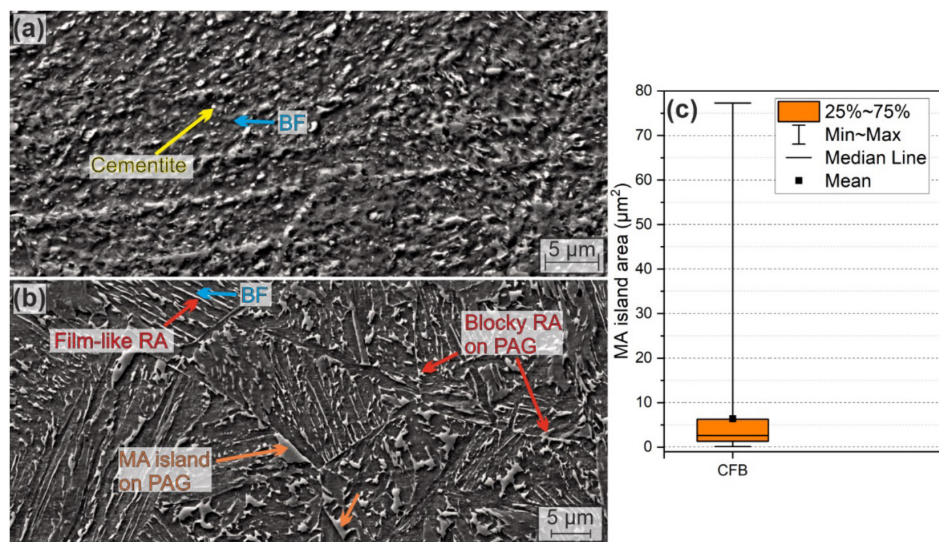 (a)
BF
Cementite
5 µm
(b)
BF
Film-like RA
Blocky RA
on PAG
MA island
on PAG
5 µm
(c)
MA island area (µm²)
80
70
60
50
40
30
20
10
0
CFB
25%~75%
Min~Max
Median Line
Mean